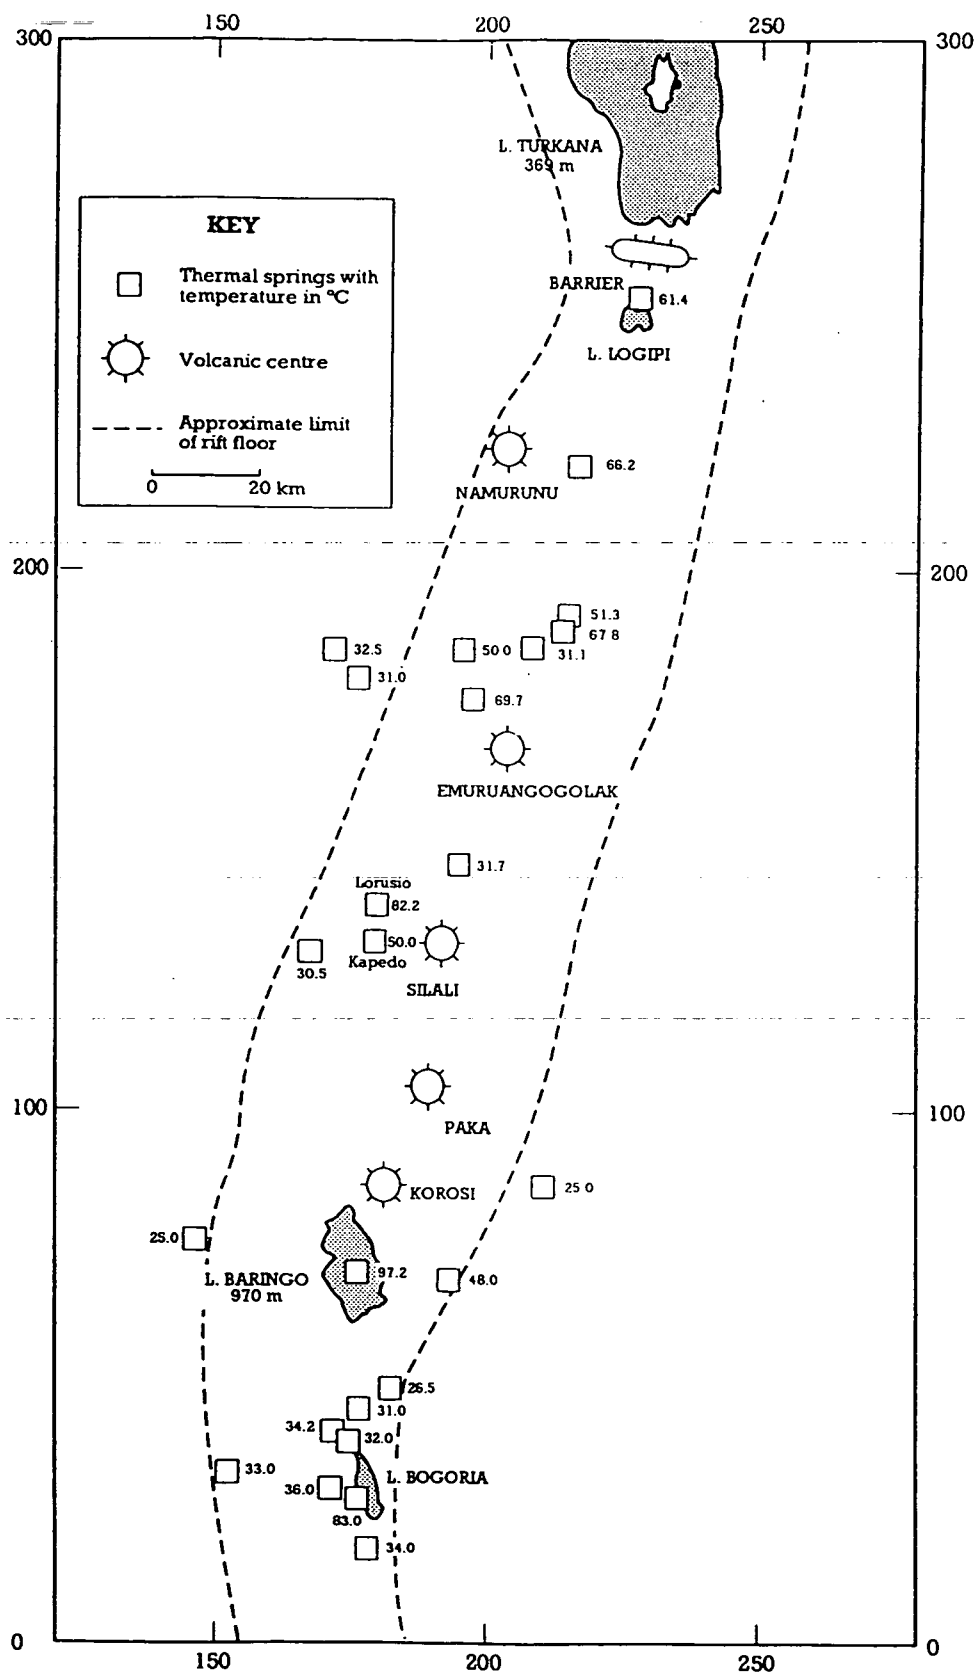 150 200 250
300 300
L. TURKANA
369 m
KEY
Thermal springs with
temperature in °C
Volcanic centre
Approximate limit
of rift floor
0 20 km
BARRIER
61.4
L. LOGIPI
NAMURUNU
66.2
200 200
51.3
67.8
32.5
50.0
31.1
31.0
69.7
EMURUANGOGOLAK
31.7
Lorusio
82.2
50.0
Kapedo
30.5
SILALI
100 100
PAKA
KOROSI
25.0
25.0
L. BARINGO
970 m
97.2
48.0
26.5
31.0
34.2
32.0
33.0
36.0
L. BOGORIA
83.0
34.0
0 0
150 200 250